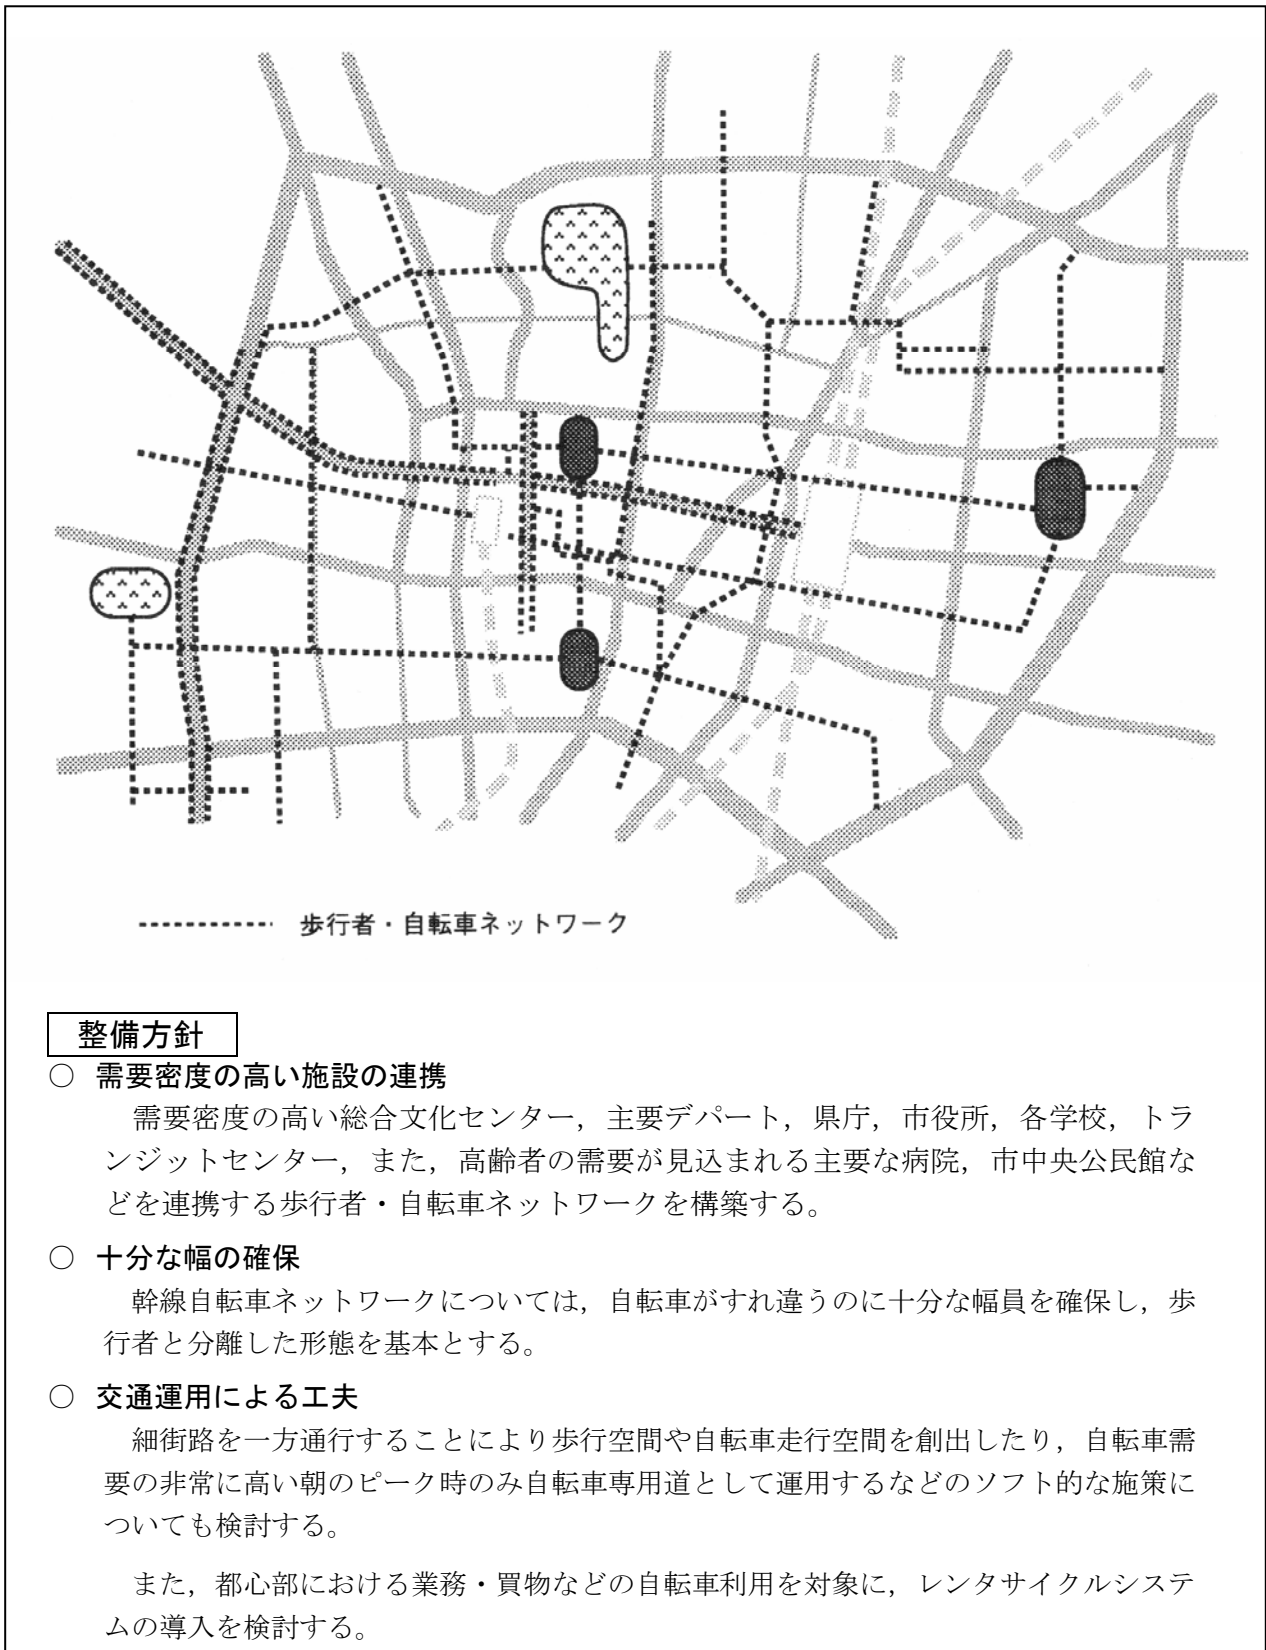 歩行者・自転車ネットワーク
整備方針
○ 需要密度の高い施設の連携
需要密度の高い総合文化センター，主要デパート，県庁，市役所，各学校，トラ
ンジットセンター，また，高齢者の需要が見込まれる主要な病院，市中央公民館な
どを連携する歩行者・自転車ネットワークを構築する。
○ 十分な幅の確保
幹線自転車ネットワークについては，自転車がすれ違うのに十分な幅員を確保し，歩
行者と分離した形態を基本とする。
○ 交通運用による工夫
細街路を一方通行することにより歩行空間や自転車走行空間を創出したり，自転車需
要の非常に高い朝のピーク時のみ自転車専用道として運用するなどのソフト的な施策に
ついても検討する。
また，都心部における業務・買物などの自転車利用を対象に，レンタサイクルシステ
ムの導入を検討する。